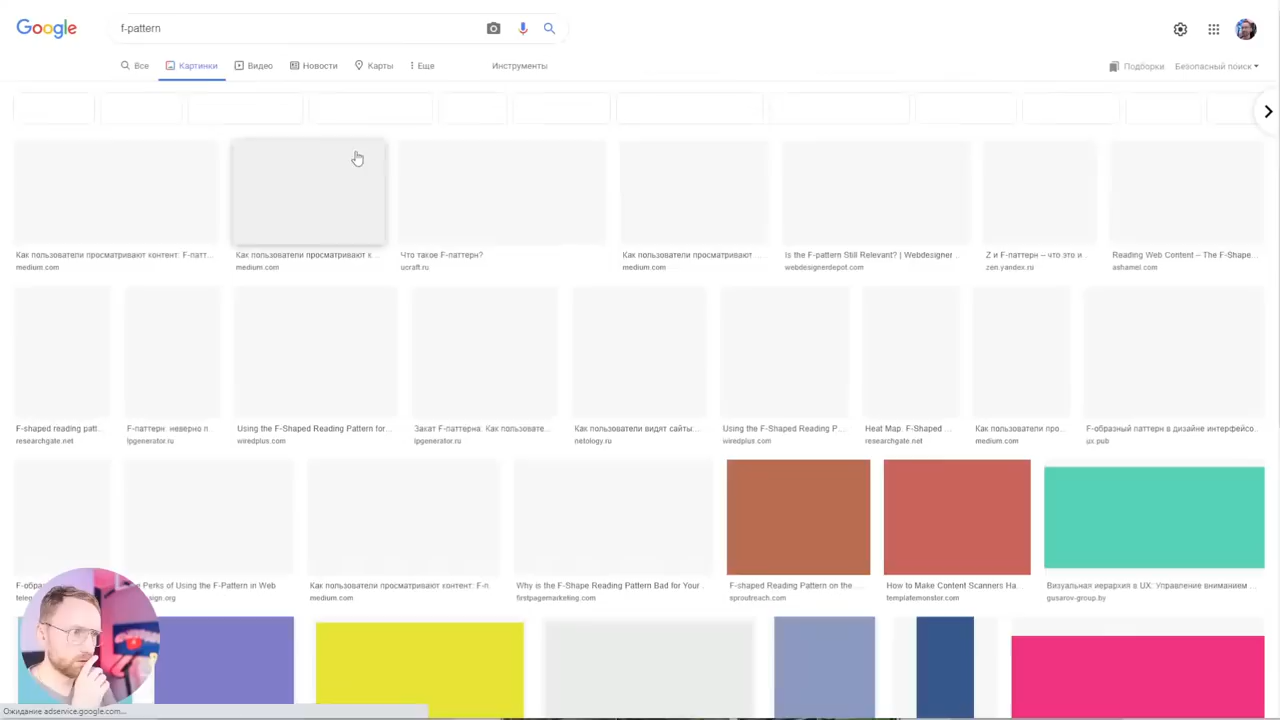 Google
f-pattern
Все
Картинки
Видео
Новости
Карты
Еще
Инструменты
Подборки
Безопасный поиск
Как пользователи просматривают контент: F-патт...
medium.com
Как пользователи просматривают к...
medium.com
Что такое F-паттерн?
ucraft.ru
Как пользователи просматривают ...
medium.com
Is the F-pattern Still Relevant? | Webdesigner ...
webdesignerdepot.com
Z и F-паттерн – что это и
zen.yandex.ru
Reading Web Content – The F-Shape...
ashamel.com
F-shaped reading patt...
researchgate.net
F-паттерн: неверно п...
lpgenerator.ru
Using the F-Shaped Reading Pattern for...
wiredplus.com
Закат F-паттерна: Как пользовате...
lpgenerator.ru
Как пользователи видят сайты...
netology.ru
Using the F-Shaped Reading P...
wiredplus.com
Heat Map. F-Shaped ...
researchgate.net
Как пользователи про...
medium.com
F-образный паттерн в дизайне интерфейсо...
ux.pub
F-обра
teleg
Perks of Using the F-Pattern in Web
sign.org
Как пользователи просматривают контент: F-п
medium.com
Why is the F-Shape Reading Pattern Bad for Your ...
firstpagemarketing.com
F-shaped Reading Pattern on the ...
sproutreach.com
How to Make Content Scanners Ha...
templatemonster.com
Визуальная иерархия в UX: Управление вниманием ...
gusarov-group.by
Ожидание adservice.google.com...